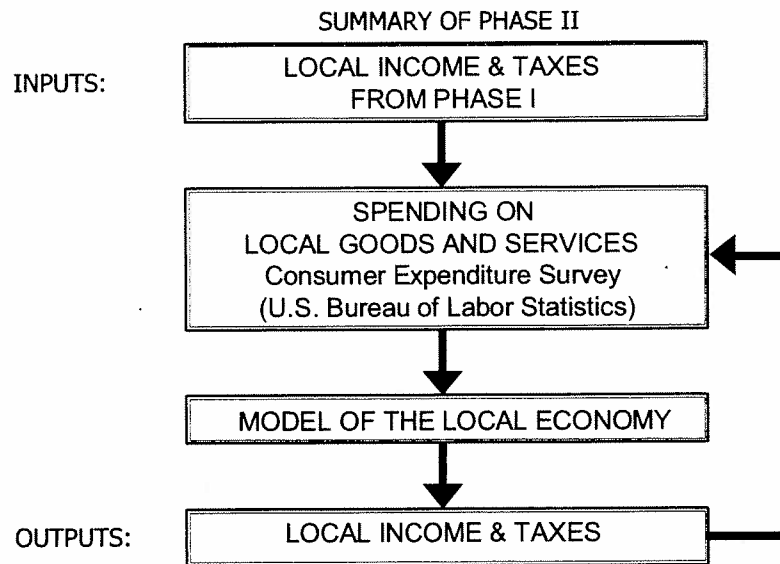 SUMMARY OF PHASE II
INPUTS:
LOCAL INCOME & TAXES
FROM PHASE I
SPENDING ON
LOCAL GOODS AND SERVICES
Consumer Expenditure Survey
(U.S. Bureau of Labor Statistics)
MODEL OF THE LOCAL ECONOMY
OUTPUTS:
LOCAL INCOME & TAXES